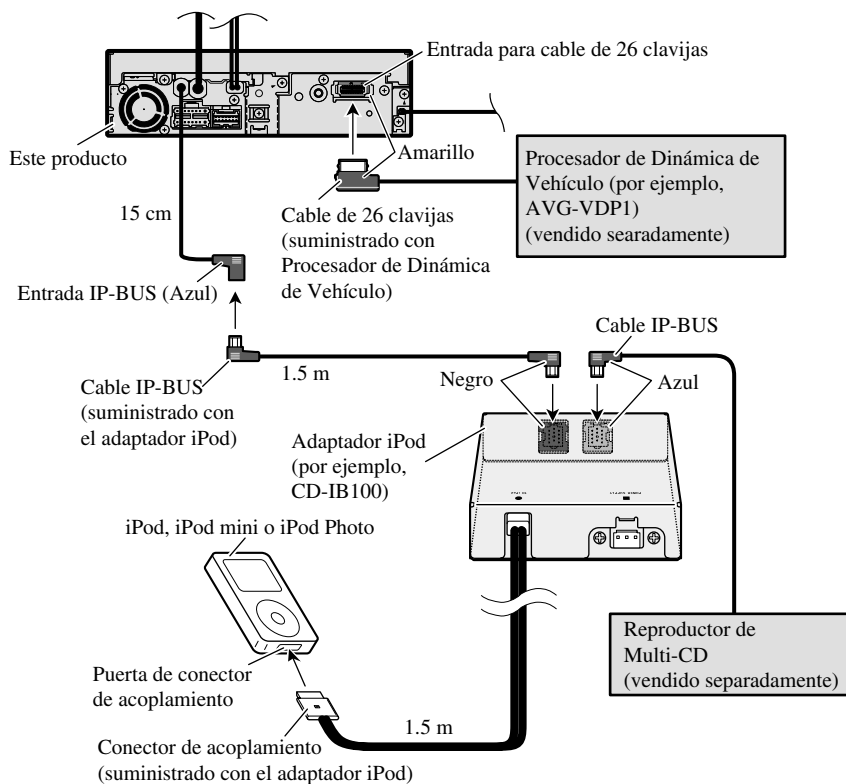 Entrada para cable de 26 clavijas
Este producto
Amarillo
Procesador de Dinámica de
Vehículo (por ejemplo,
AVG-VDP1)
(vendido searadamente)
15 cm
Cable de 26 clavijas
(suministrado con
Procesador de Dinámica
de Vehículo)
Entrada IP-BUS (Azul)
Cable IP-BUS
1.5 m
Negro
Azul
Cable IP-BUS
(suministrado con
el adaptador iPod)
Adaptador iPod
(por ejemplo,
CD-IB100)
iPod, iPod mini o iPod Photo
Reproductor de
Multi-CD
(vendido separadamente)
Puerta de conector
de acoplamiento
1.5 m
Conector de acoplamiento
(suministrado con el adaptador iPod)